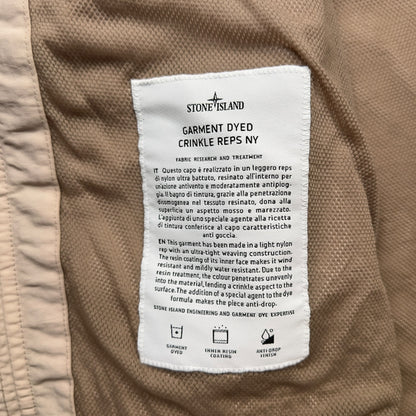 STONE ISLAND
GARMENT DYED
CRINKLE REPS NY
FABRIC RESEARCH AND TREATMENT
IT Questo capo è realizzato in un leggero reps
di nylon ultra battuto, resinato all'interno per
un'azione antivento e moderatamente antipiog-
gia. Il bagno di tintura, grazie alla penetrazione
disomogenea nel tessuto resinato, dona alla
superficie un aspetto mosso e marezzato.
L'aggiunta di uno speciale agente alla ricetta
di tintura conferisce al capo caratteristiche
anti goccia.
EN This garment has been made in a light nylon
rep with an ultra-tight weaving construction.
The resin coating of its inner face makes it wind
resistant and mildly water resistant. Due to the
resin treatment, the colour penetrates unevenly
into the material, lending a crinkle aspect to the
surface. The addition of a special agent to the dye
formula makes the piece anti-drop.
STONE ISLAND ENGINEERING AND GARMENT DYE EXPERTISE
GARMENT
DYED
INNER RESIN
COATING
ANTI-DROP
FINISH